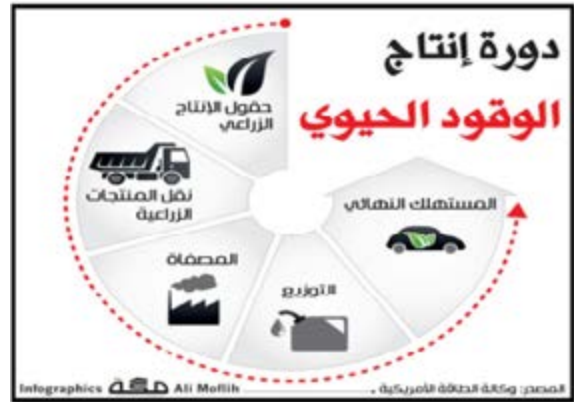 دورة إنتاج
الوقود الحيوي
حقول الإنتاج
الزراعي
نقل المنتجات
الزراعية
المصفاة
التوزيع
المستهلك النهائي
المصدر: وكالة الطاقة الأمريكية .
Infographics مكة Ali Moflih